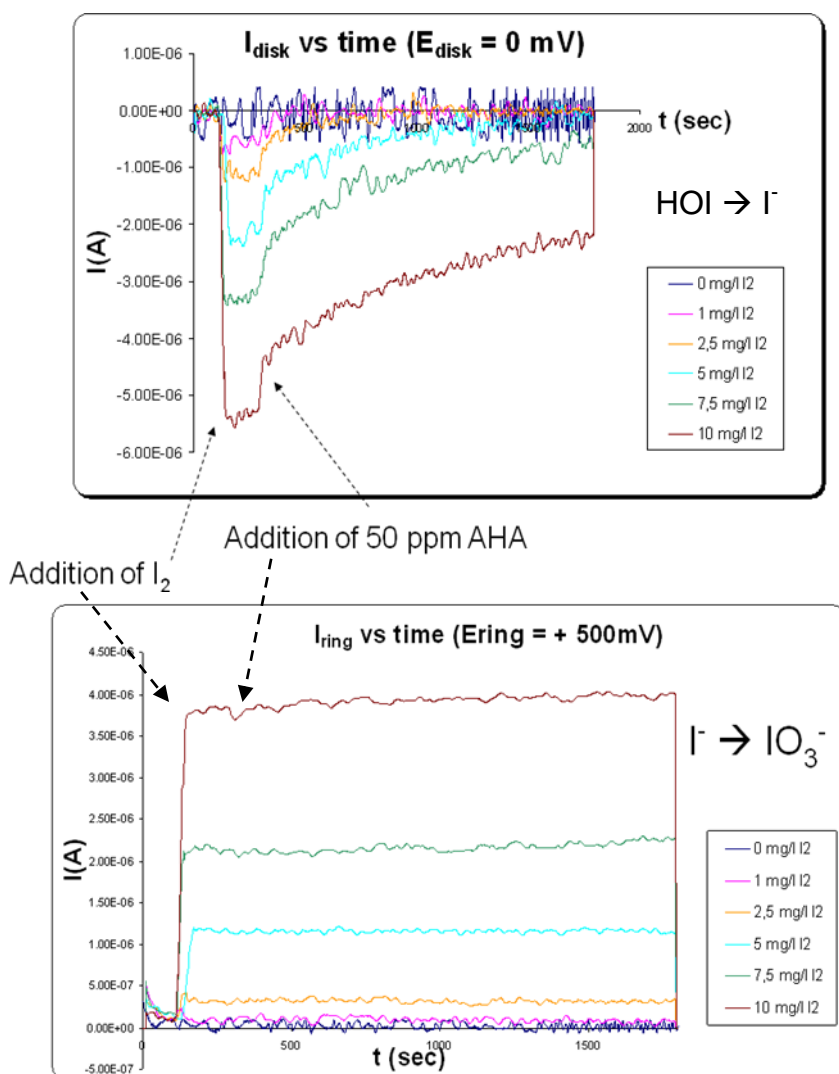 I_disk vs time (E_disk = 0 mV)
1.00E-06
0.00E+00
-1.00E-06
-2.00E-06
-3.00E-06
-4.00E-06
-5.00E-06
-6.00E-06
I(A)
0
500
2000
t (sec)
HOI → I⁻
0 mg/l I2
1 mg/l I2
2,5 mg/l I2
5 mg/l I2
7,5 mg/l I2
10 mg/l I2
Addition of 50 ppm AHA
Addition of I₂
I_ring vs time (Ering = + 500mV)
4.50E-06
4.00E-06
3.50E-06
3.00E-06
2.50E-06
2.00E-06
1.50E-06
1.00E-06
5.00E-07
0.00E+00
-5.00E-07
I(A)
0
500
1000
1500
t (sec)
I⁻ → IO₃⁻
0 mg/l I2
1 mg/l I2
2,5 mg/l I2
5 mg/l I2
7,5 mg/l I2
10 mg/l I2